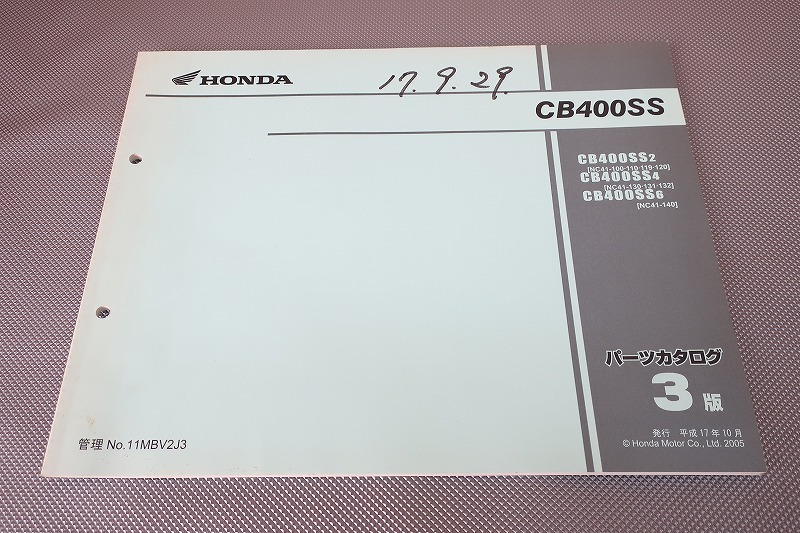 HONDA
17.9.29.
CB400SS
CB400SS2
[NC41-100・110・119・120]
CB400SS4
[NC41-130・131・132]
CB400SS6
[NC41-140]
パーツカタログ
3版
発行 平成17年10月
© Honda Motor Co., Ltd. 2005
管理 No.11MBV2J3